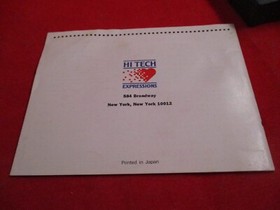 HI TECH
EXPRESSIONS
584 Broadway
New York, New York 10012
Printed in Japan